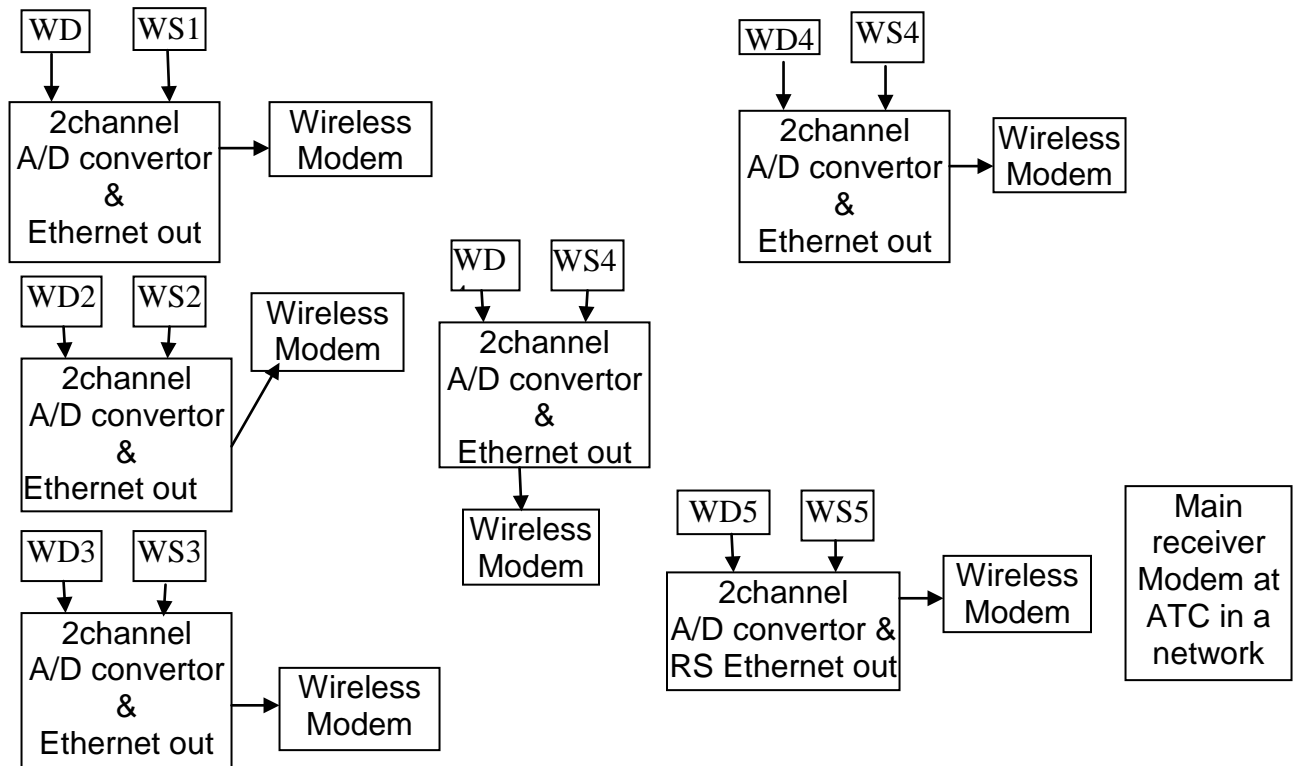 WD
WS1
2channel
A/D convertor
&
Ethernet out
Wireless
Modem
WD4
WS4
2channel
A/D convertor
&
Ethernet out
Wireless
Modem
WD2
WS2
2channel
A/D convertor
&
Ethernet out
Wireless
Modem
WD
WS4
2channel
A/D convertor
&
Ethernet out
Wireless
Modem
WD3
WS3
2channel
A/D convertor
&
Ethernet out
Wireless
Modem
WD5
WS5
2channel
A/D convertor &
RS Ethernet out
Wireless
Modem
Main
receiver
Modem at
ATC in a
network